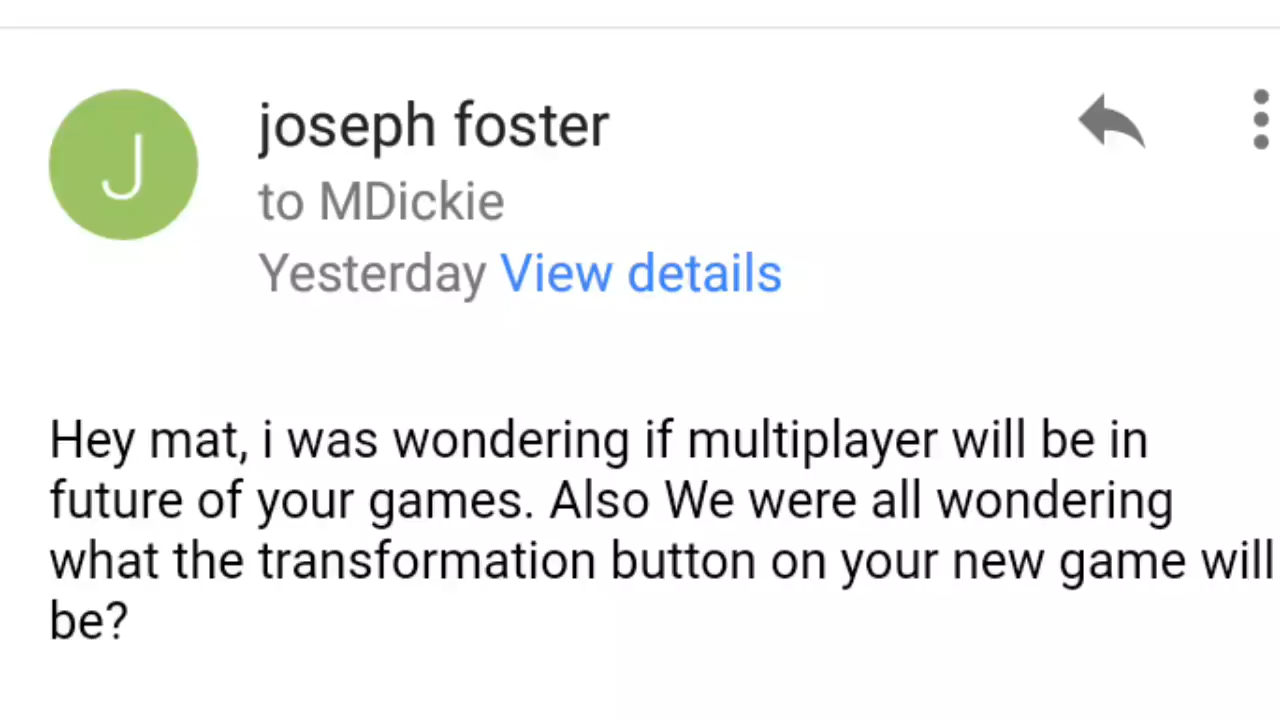 J
joseph foster
to MDickie
Yesterday View details
Hey mat, i was wondering if multiplayer will be in
future of your games. Also We were all wondering
what the transformation button on your new game will
be?